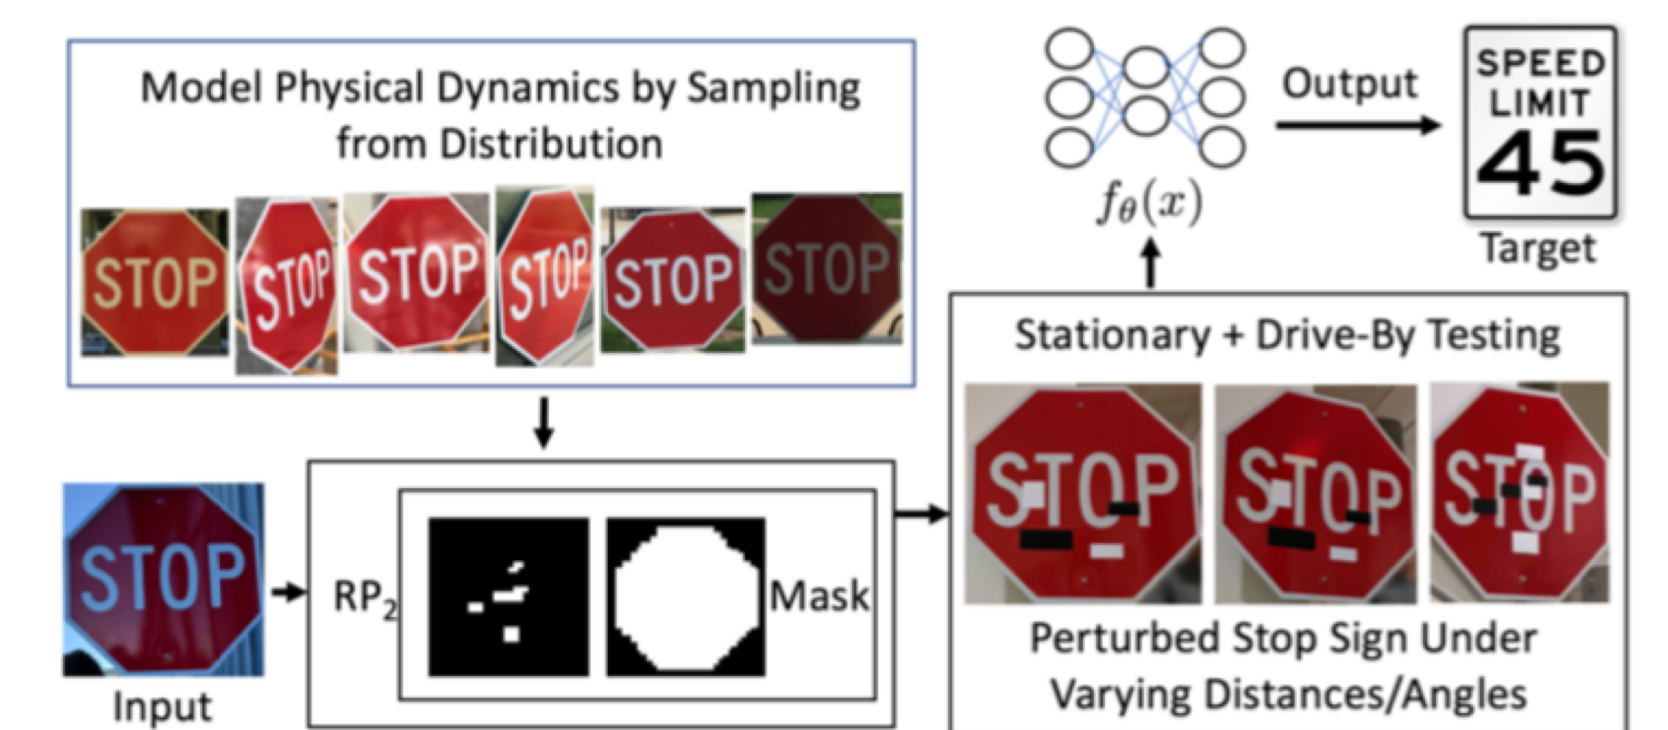 Model Physical Dynamics by Sampling
from Distribution
STOP STOP STOP STOP STOP STOP
STOP
Input
RP₂
Mask
Stationary + Drive-By Testing
STOP STOP STOP
Perturbed Stop Sign Under
Varying Distances/Angles
fθ(x)
Output
SPEED
LIMIT
45
Target